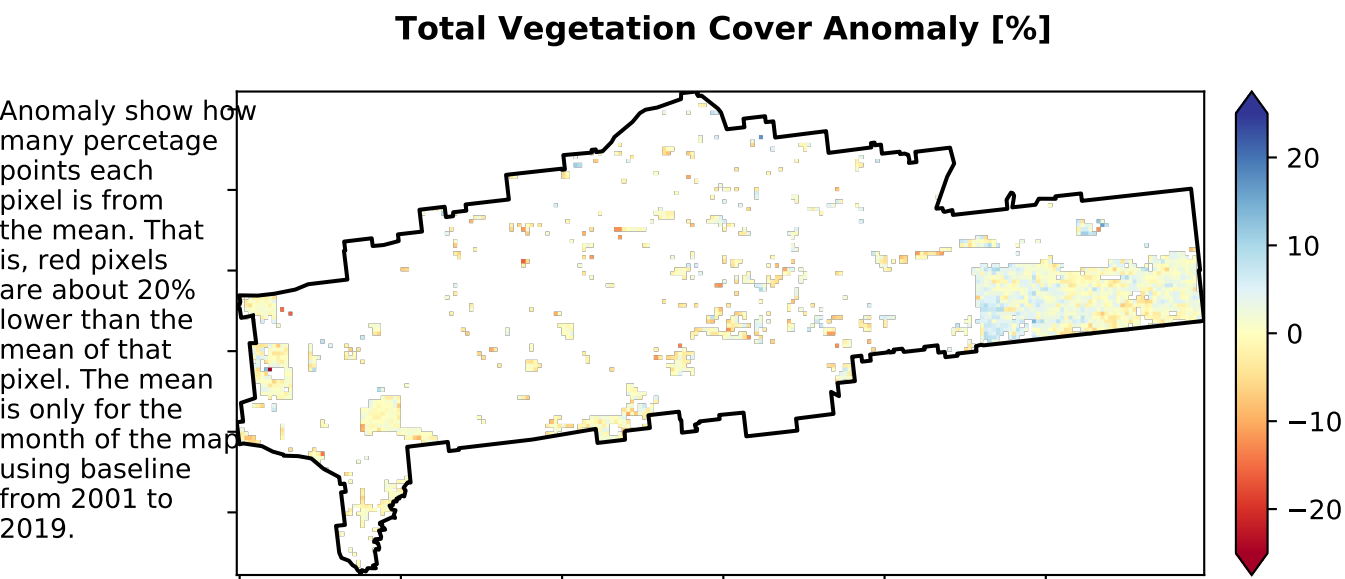 Total Vegetation Cover Anomaly [%]
Anomaly show how
many percetage
points each
pixel is from
the mean. That
is, red pixels
are about 20%
lower than the
mean of that
pixel. The mean
is only for the
month of the map
using baseline
from 2001 to
2019.
20
10
0
−10
−20